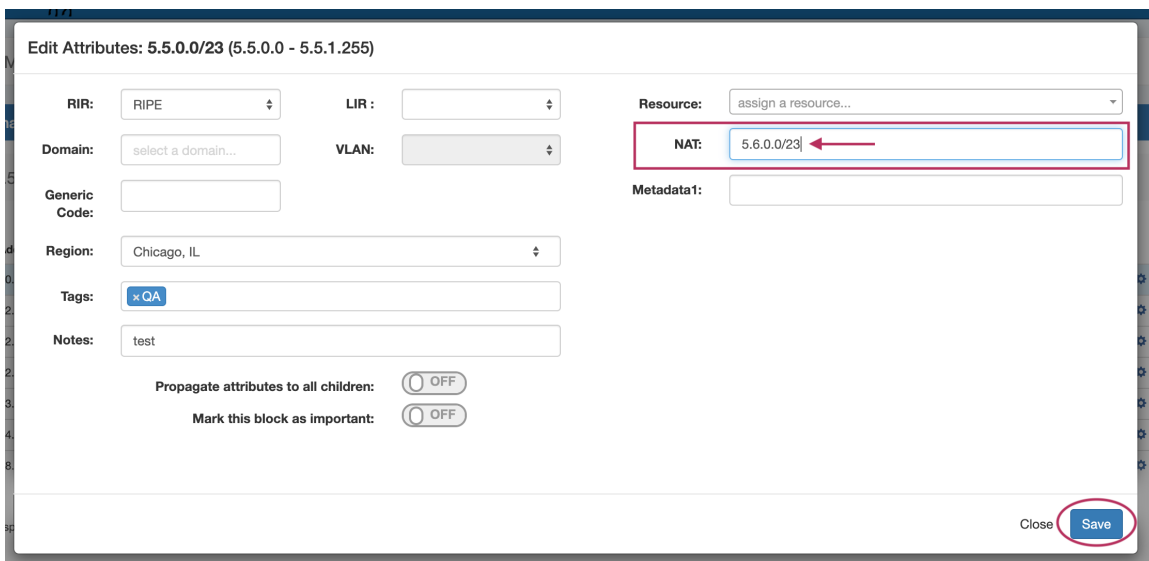 Edit Attributes: 5.5.0.0/23 (5.5.0.0 - 5.5.1.255)
RIR: RIPE LIR : Resource: assign a resource...
Domain: select a domain... VLAN: NAT: 5.6.0.0/23
Generic Code: Metadata1:
Region: Chicago, IL
Tags: × QA
Notes: test
Propagate attributes to all children: OFF
Mark this block as important: OFF
Close Save